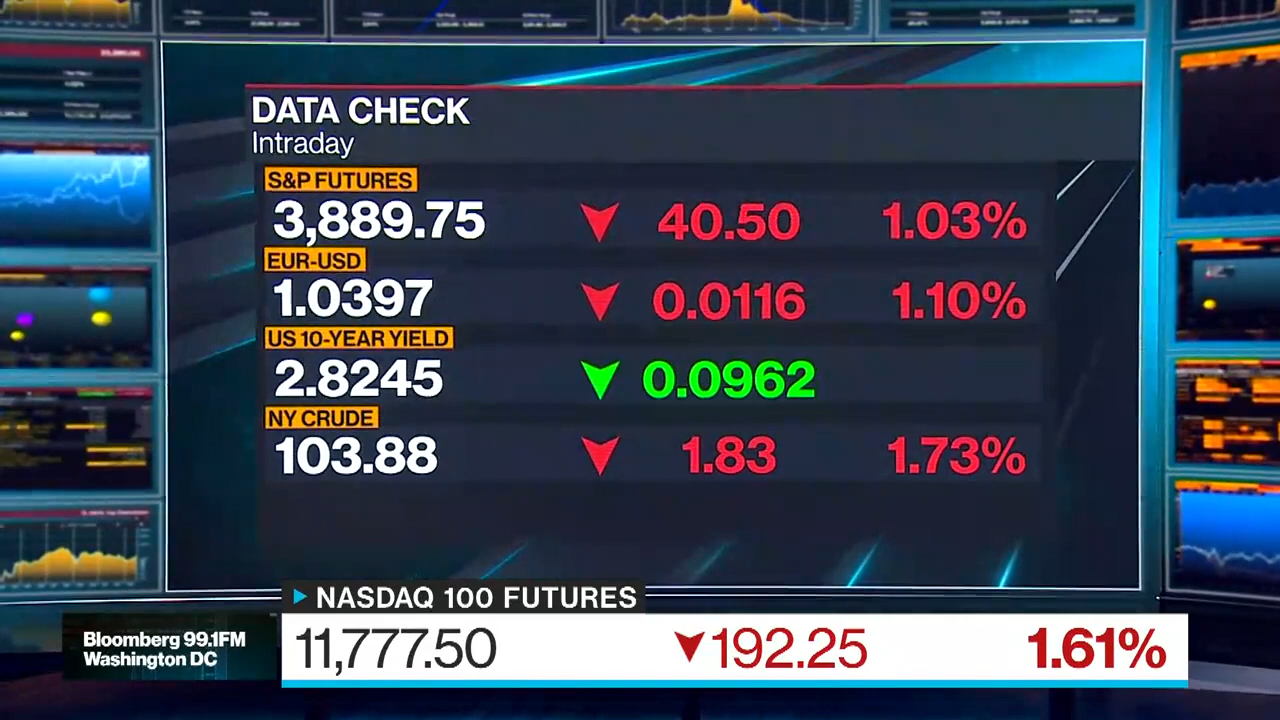 DATA CHECK
Intraday
S&P FUTURES
3,889.75 40.50 1.03%
EUR-USD
1.0397 0.0116 1.10%
US 10-YEAR YIELD
2.8245 0.0962
NY CRUDE
103.88 1.83 1.73%
NASDAQ 100 FUTURES
Bloomberg 99.1FM
Washington DC
11,777.50 192.25 1.61%